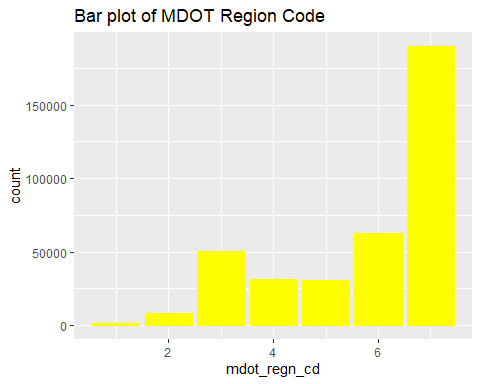 Bar plot of MDOT Region Code
count
150000
100000
50000
0
2 4 6
mdot_regn_cd